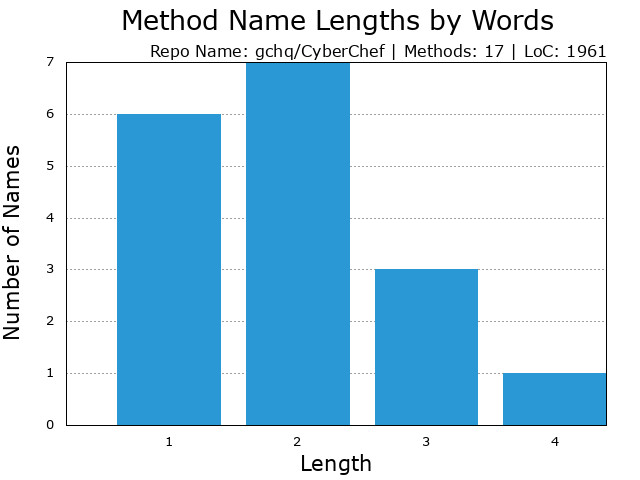 Method Name Lengths by Words
Repo Name: gchq/CyberChef | Methods: 17 | LoC: 1961
7
6
5
4
3
2
1
0
Number of Names
1 2 3 4
Length